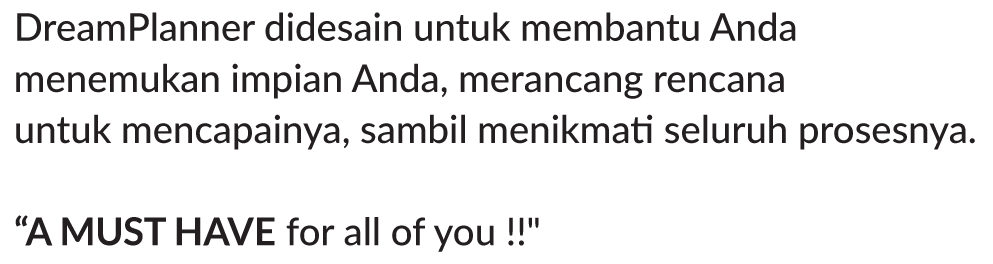 DreamPlanner didesain untuk membantu Anda
menemukan impian Anda, merancang rencana
untuk mencapainya, sambil menikmati seluruh prosesnya.
“A MUST HAVE for all of you !!"